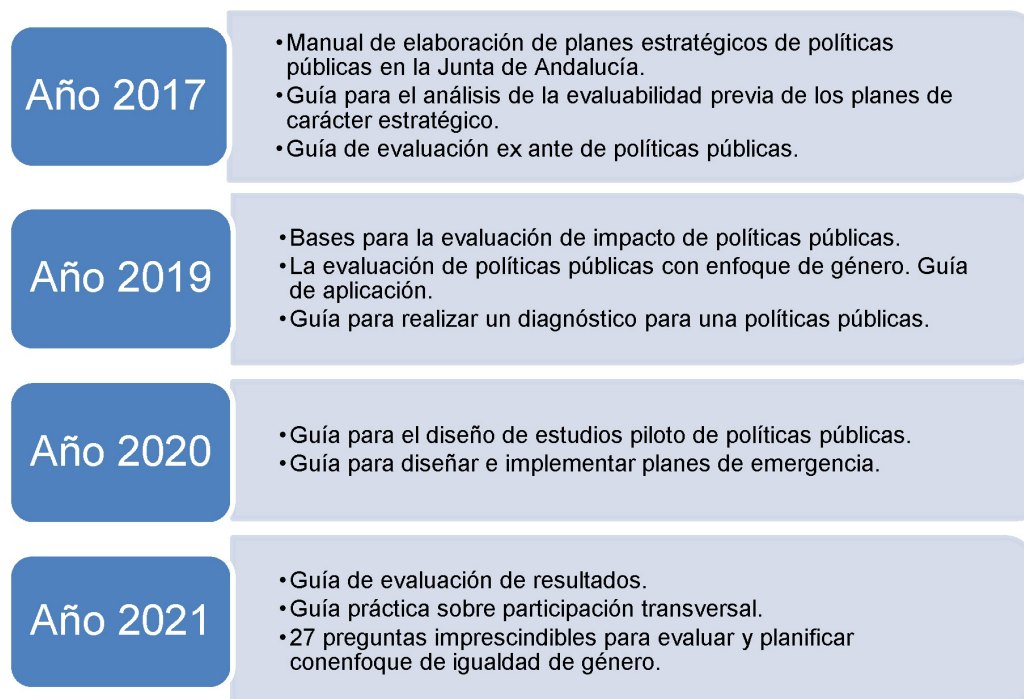 Año 2017
•Manual de elaboración de planes estratégicos de políticas
públicas en la Junta de Andalucía.
•Guía para el análisis de la evaluabilidad previa de los planes de
carácter estratégico.
•Guía de evaluación ex ante de políticas públicas.
Año 2019
•Bases para la evaluación de impacto de políticas públicas.
•La evaluación de políticas públicas con enfoque de género. Guía
de aplicación.
•Guía para realizar un diagnóstico para una políticas públicas.
Año 2020
•Guía para el diseño de estudios piloto de políticas públicas.
•Guía para diseñar e implementar planes de emergencia.
Año 2021
•Guía de evaluación de resultados.
•Guía práctica sobre participación transversal.
•27 preguntas imprescindibles para evaluar y planificar
conenfoque de igualdad de género.